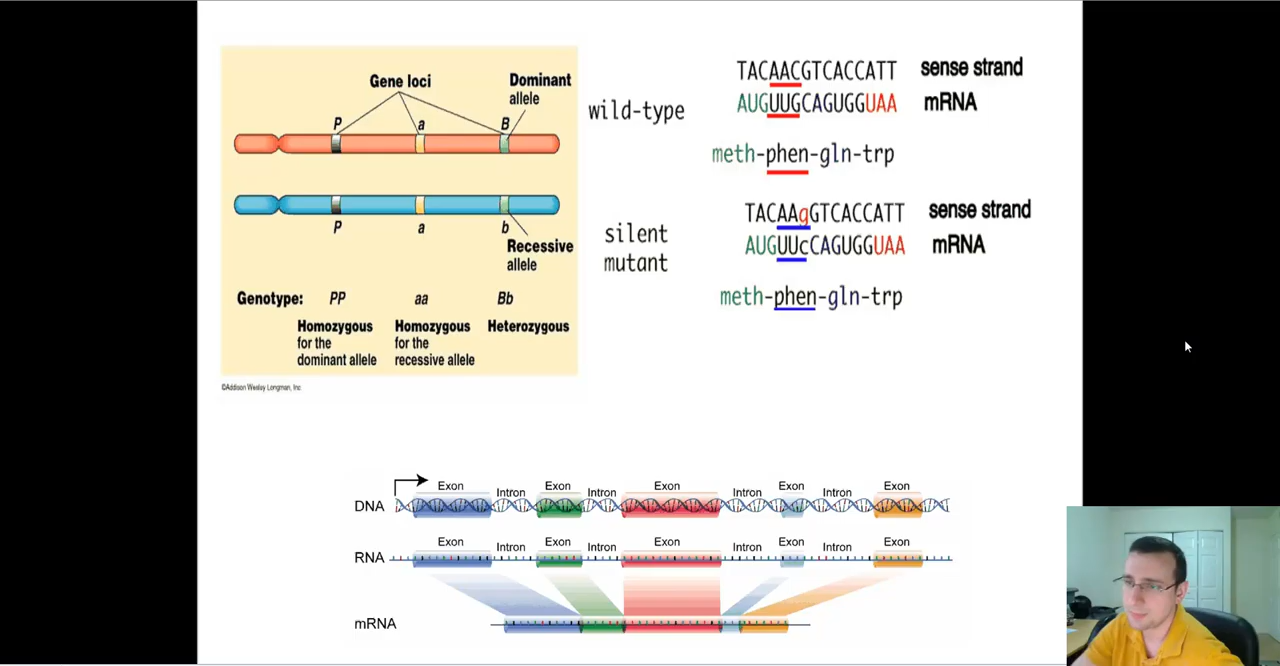 Gene loci
Dominant
allele
P a B
P a b
Recessive
allele
Genotype: PP aa Bb
Homozygous
for the
dominant allele
Homozygous
for the
recessive allele
Heterozygous
©Addison Wesley Longman, Inc
wild-type
TACAACGTCACCATT sense strand
AUGUUGCAGUGGUAA mRNA
meth-phen-gln-trp
silent
mutant
TACAAgGTCACCATT sense strand
AUGUUcCAGUGGUAA mRNA
meth-phen-gln-trp
DNA Exon Intron Exon Intron Exon Intron Exon Intron Exon
RNA Exon Intron Exon Intron Exon Intron Exon Intron Exon
mRNA